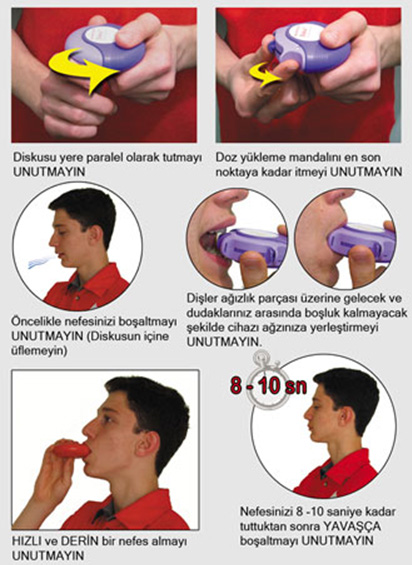 Diskusu yere paralel olarak tutmayı
UNUTMAYIN
Doz yükleme mandalını en son
noktaya kadar itmeyi UNUTMAYIN
Öncelikle nefesinizi boşaltmayı
UNUTMAYIN (Diskusun içine
üflemeyin)
Dişler ağızlık parçası üzerine gelecek ve
dudaklarınız arasında boşluk kalmayacak
şekilde cihazı ağzınıza yerleştirmeyi
UNUTMAYIN.
HIZLI ve DERİN bir nefes almayı
UNUTMAYIN
8 - 10 sn
Nefesinizi 8 -10 saniye kadar
tuttuktan sonra YAVAŞÇA
boşaltmayı UNUTMAYIN